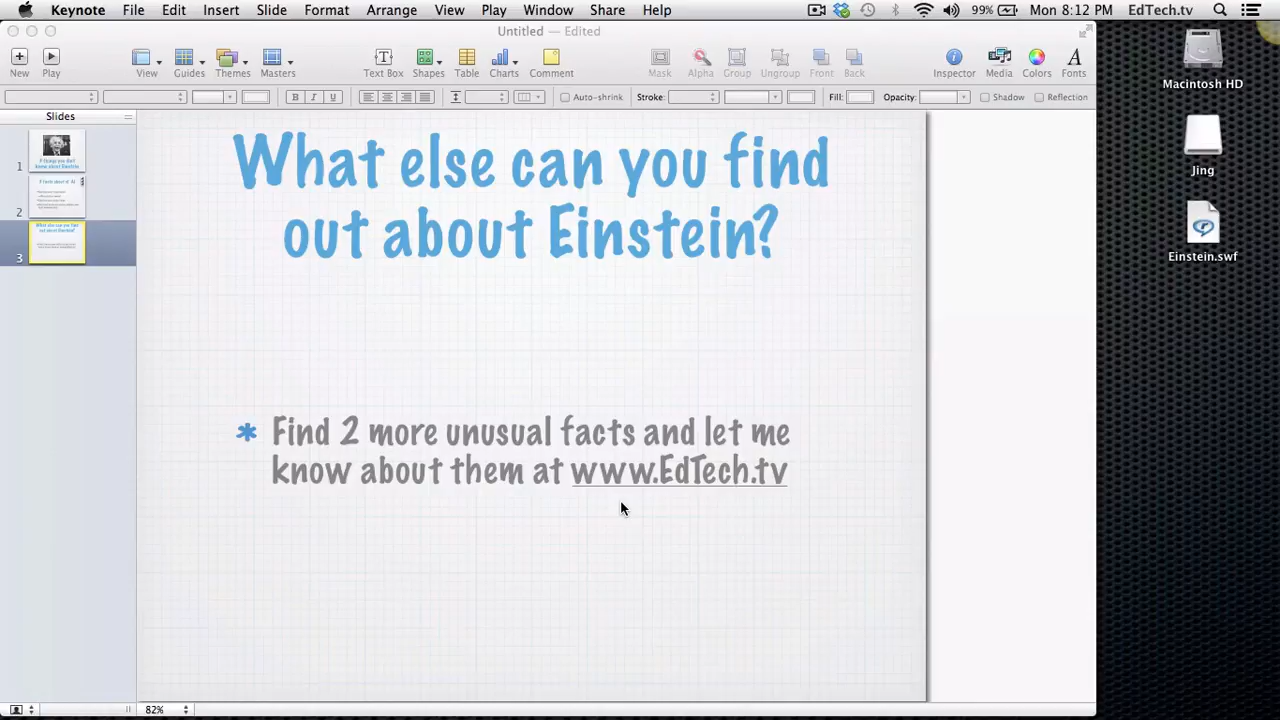 Keynote File Edit Insert Slide Format Arrange View Play Window Share Help 99% Mon 8:12 PM EdTech.tv
Untitled — Edited
New Play View Guides Themes Masters Text Box Shapes Table Charts Comment Mask Alpha Group Ungroup Front Back Inspector Media Colors Fonts
B I U Auto-shrink Stroke: Fill: Opacity: Shadow Reflection
Slides
1
2
3
What else can you find
out about Einstein?
* Find 2 more unusual facts and let me
know about them at www.EdTech.tv
82%
Macintosh HD
Jing
Einstein.swf